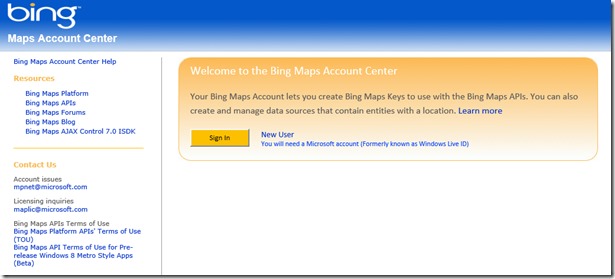 bing
Maps Account Center
Bing Maps Account Center Help
Resources
Bing Maps Platform
Bing Maps APIs
Bing Maps Forums
Bing Maps Blog
Bing Maps AJAX Control 7.0 ISDK
Contact Us
Account issues
mpnet@microsoft.com
Licensing inquiries
maplic@microsoft.com
Bing Maps APIs Terms of Use
Bing Maps Platform APIs' Terms of Use
(TOU)
Bing Maps API Terms of Use for Pre-
release Windows 8 Metro Style Apps
(Beta)
Welcome to the Bing Maps Account Center
Your Bing Maps Account lets you create Bing Maps Keys to use with the Bing Maps APIs. You can also
create and manage data sources that contain entities with a location. Learn more
Sign In
New User
You will need a Microsoft account (Formerly known as Windows Live ID)